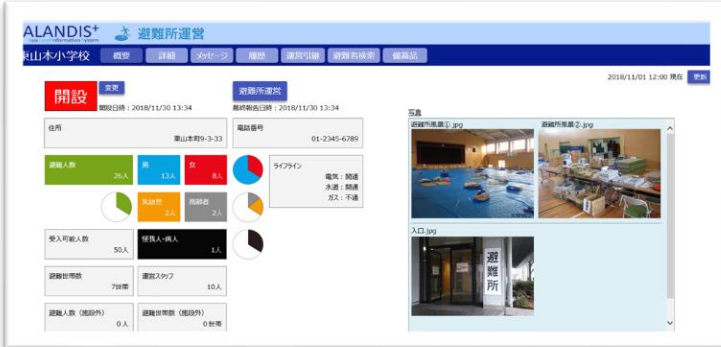 ALANDIS+
避難所運営
東山本小学校
概要
詳細
メッセージ
履歴
運営引継
避難者検索
備蓄品
2018/11/01 12:00 現在
更新
開設
変更
開設日時：2018/11/30 13:34
避難所運営
最終報告日時：2018/11/30 13:34
住所
東山本町9-3-33
電話番号
01-2345-6789
避難人数
26人
男
13人
女
8人
ライフライン
電気：開通
水道：開通
ガス：不通
乳幼児
2人
高齢者
2人
受入可能人数
50人
怪我人・病人
1人
避難世帯数
7世帯
運営スタッフ
10人
避難人数（施設外）
0人
避難世帯数（施設外）
0世帯
写真
避難所風景①.jpg
避難所風景②.jpg
入口.jpg
避難所